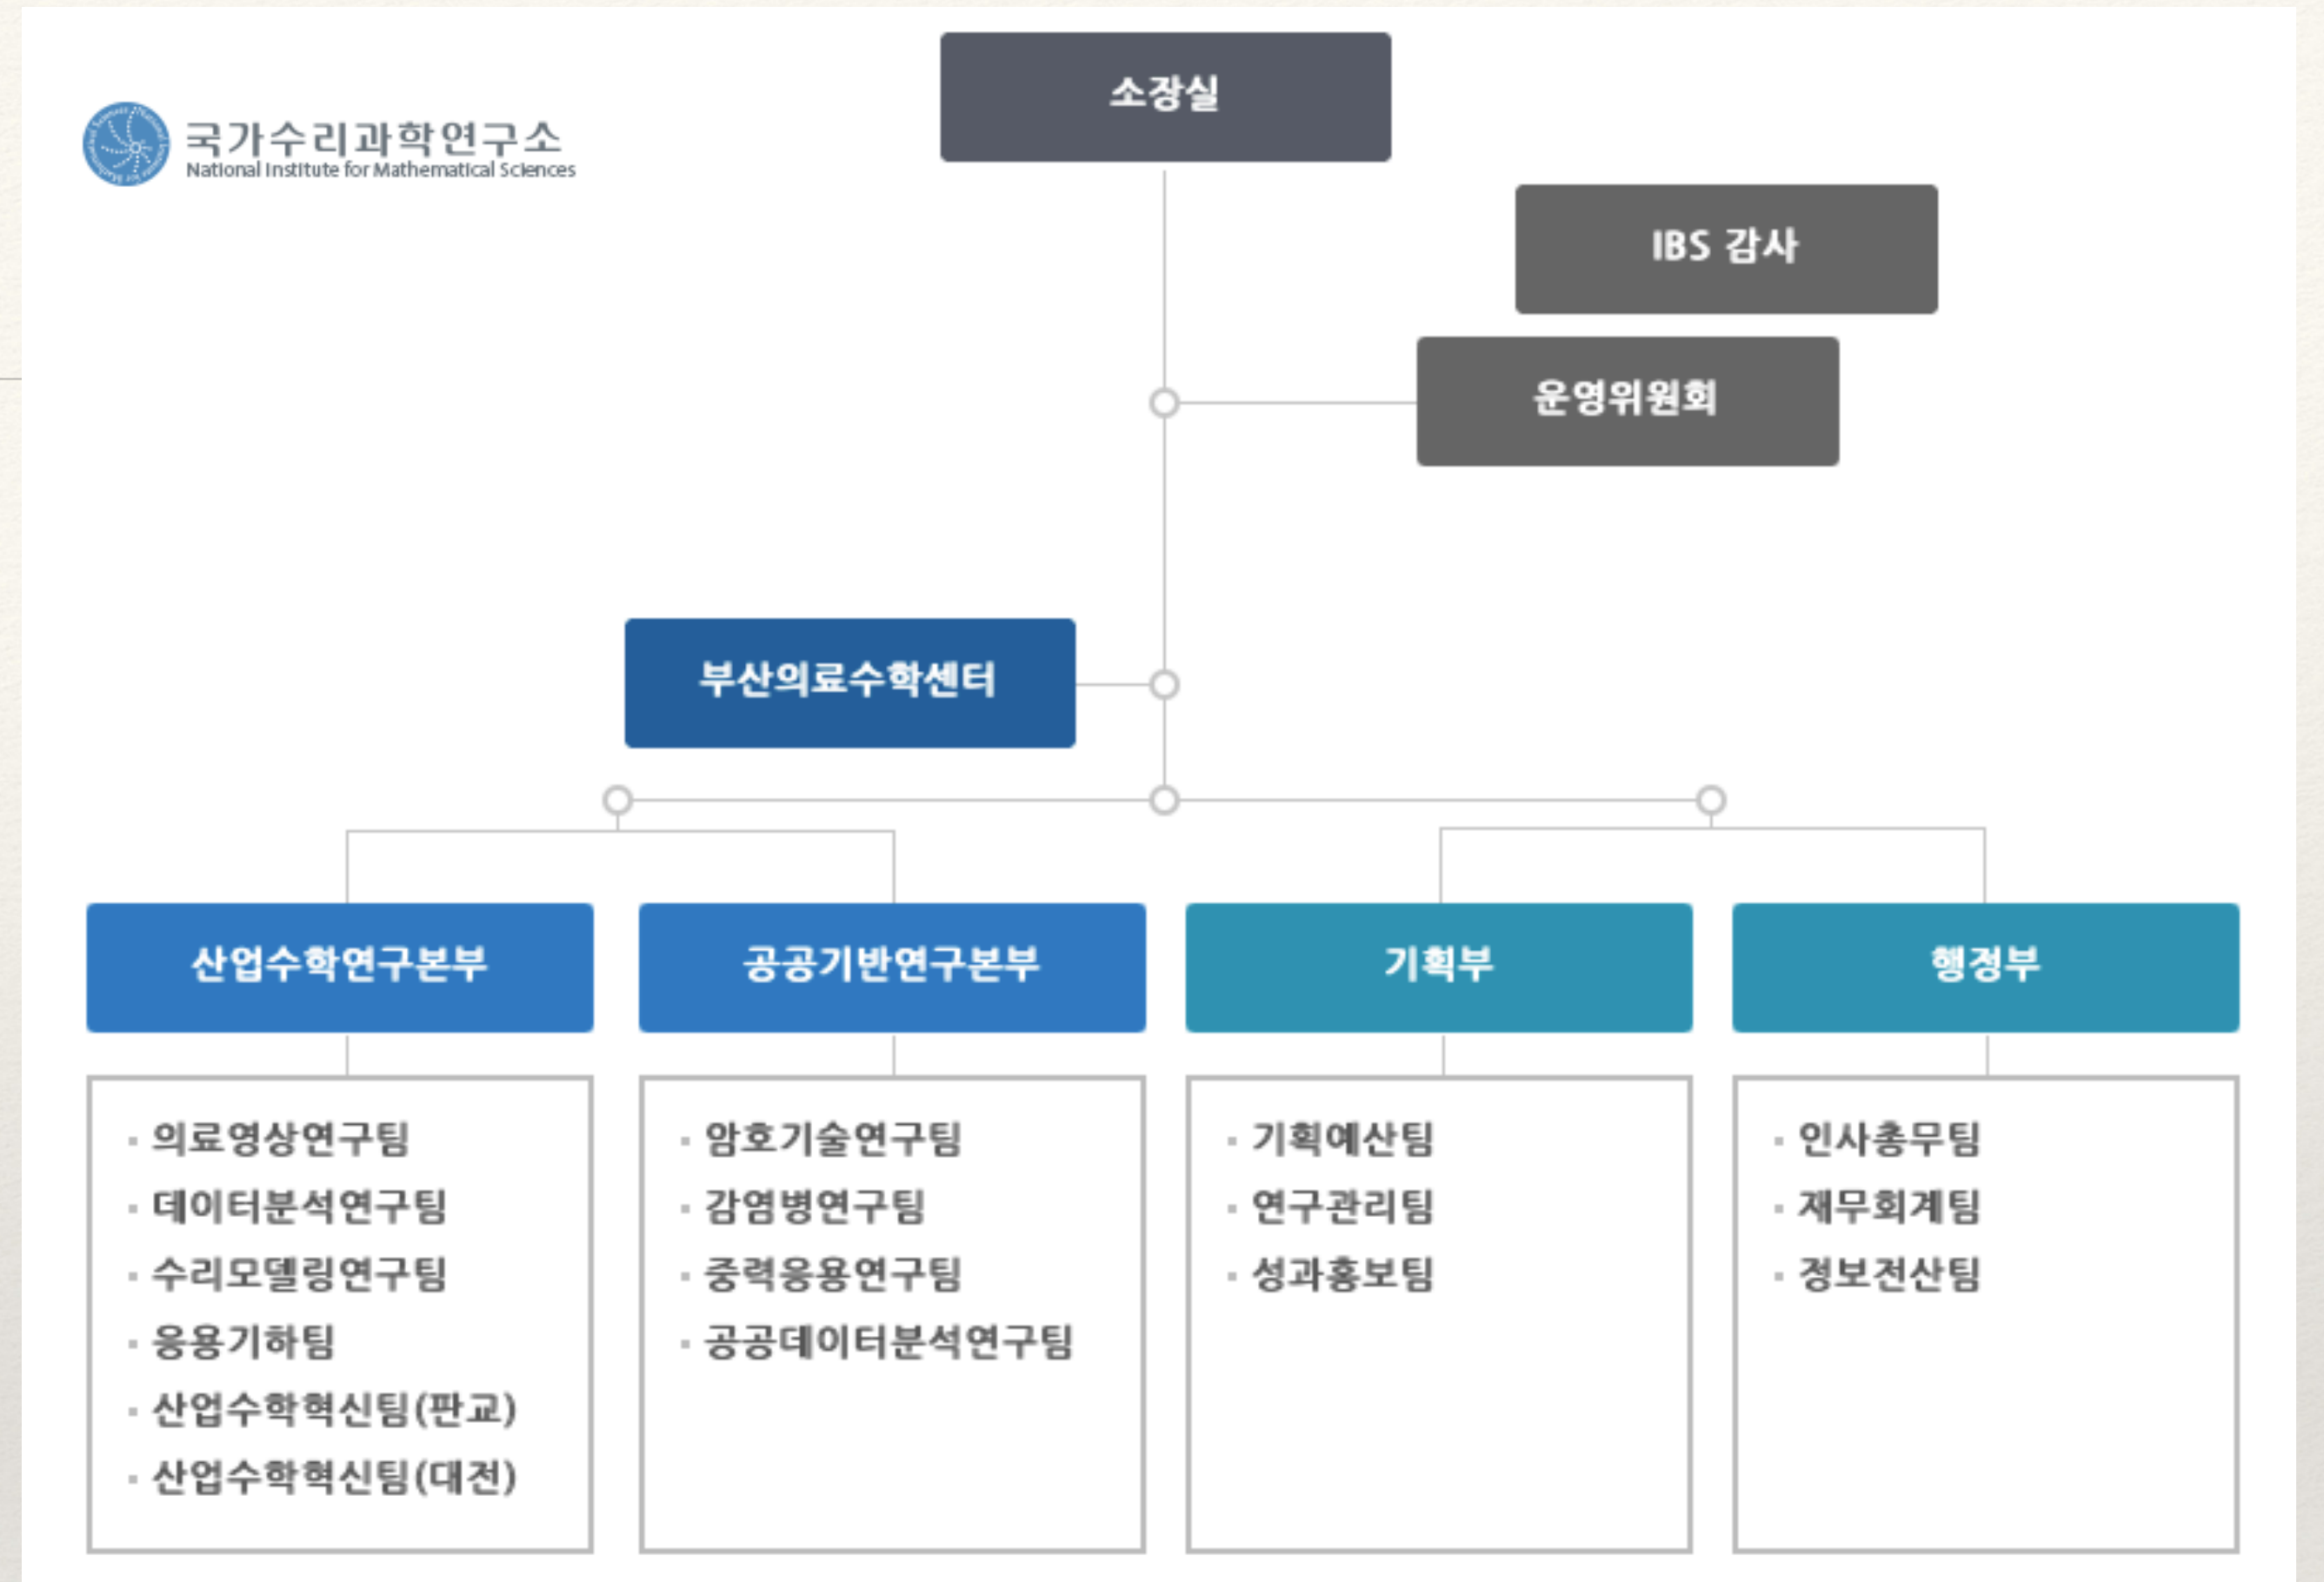 소장실
국가수리과학연구소
National Institute for Mathematical Sciences
IBS 감사
운영위원회
부산의료수학센터
산업수학연구본부
공공기반연구본부
기획부
행정부
· 의료영상연구팀
· 데이터분석연구팀
· 수리모델링연구팀
· 응용기하팀
· 산업수학혁신팀(판교)
· 산업수학혁신팀(대전)
· 암호기술연구팀
· 감염병연구팀
· 중력응용연구팀
· 공공데이터분석연구팀
· 기획예산팀
· 연구관리팀
· 성과홍보팀
· 인사총무팀
· 재무회계팀
· 정보전산팀